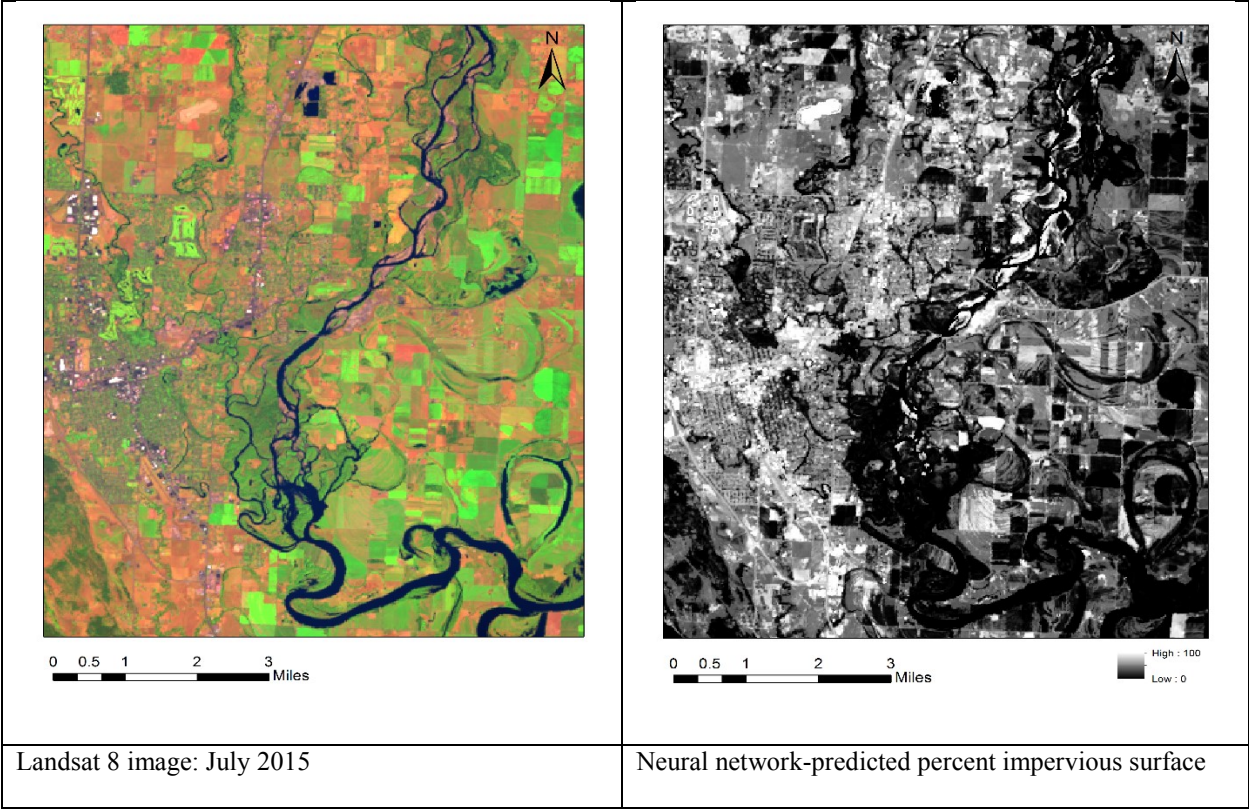 N
0 0.5 1 2 3
Miles
N
0 0.5 1 2 3
Miles
High : 100
Low : 0
Landsat 8 image: July 2015
Neural network-predicted percent impervious surface